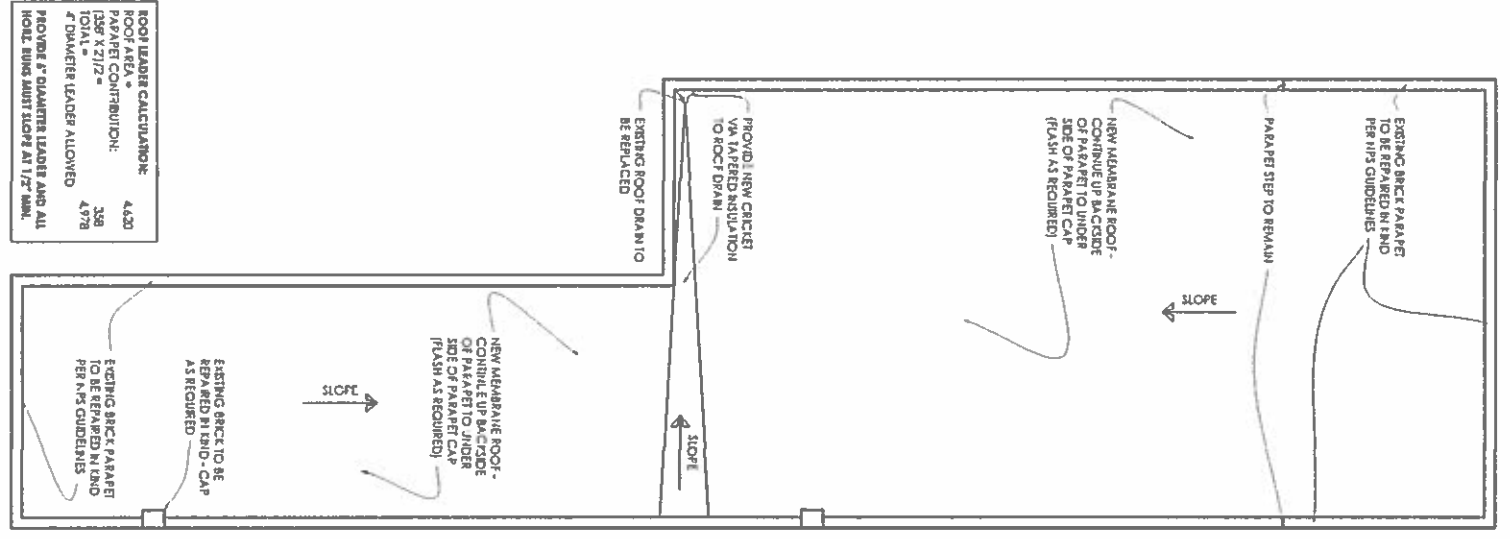 ROOF LEADER CALCULATION:
ROOF AREA = 4,620
PARAPET CONTRIBUTION:
(358' X 2')/2 = 358
TOTAL = 4,978
4" DIAMETER LEADER ALLOWED
PROVIDE 6" DIAMETER LEADER AND ALL
HORZ. RUNS MUST SLOPE AT 1/2" MIN.
EXISTING BRICK PARAPET
TO BE REPAIRED IN KIND
PER NPS GUIDELINES
PARAPET STEP TO REMAIN
NEW MEMBRANE ROOF -
CONTINUE UP BACKSIDE
OF PARAPET TO UNDER
SIDE OF PARAPET CAP
(FLASH AS REQUIRED)
PROVIDE NEW CRICKET
VIA TAPERED INSULATION
TO ROOF DRAIN
EXISTING ROOF DRAIN TO
BE REPLACED
SLOPE
SLOPE
NEW MEMBRANE ROOF -
CONTINUE UP BACKSIDE
OF PARAPET TO UNDER
SIDE OF PARAPET CAP
(FLASH AS REQUIRED)
SLOPE
EXISTING BRICK TO BE
REPAIRED IN KIND - CAP
AS REQUIRED
EXISTING BRICK PARAPET
TO BE REPAIRED IN KIND
PER NPS GUIDELINES